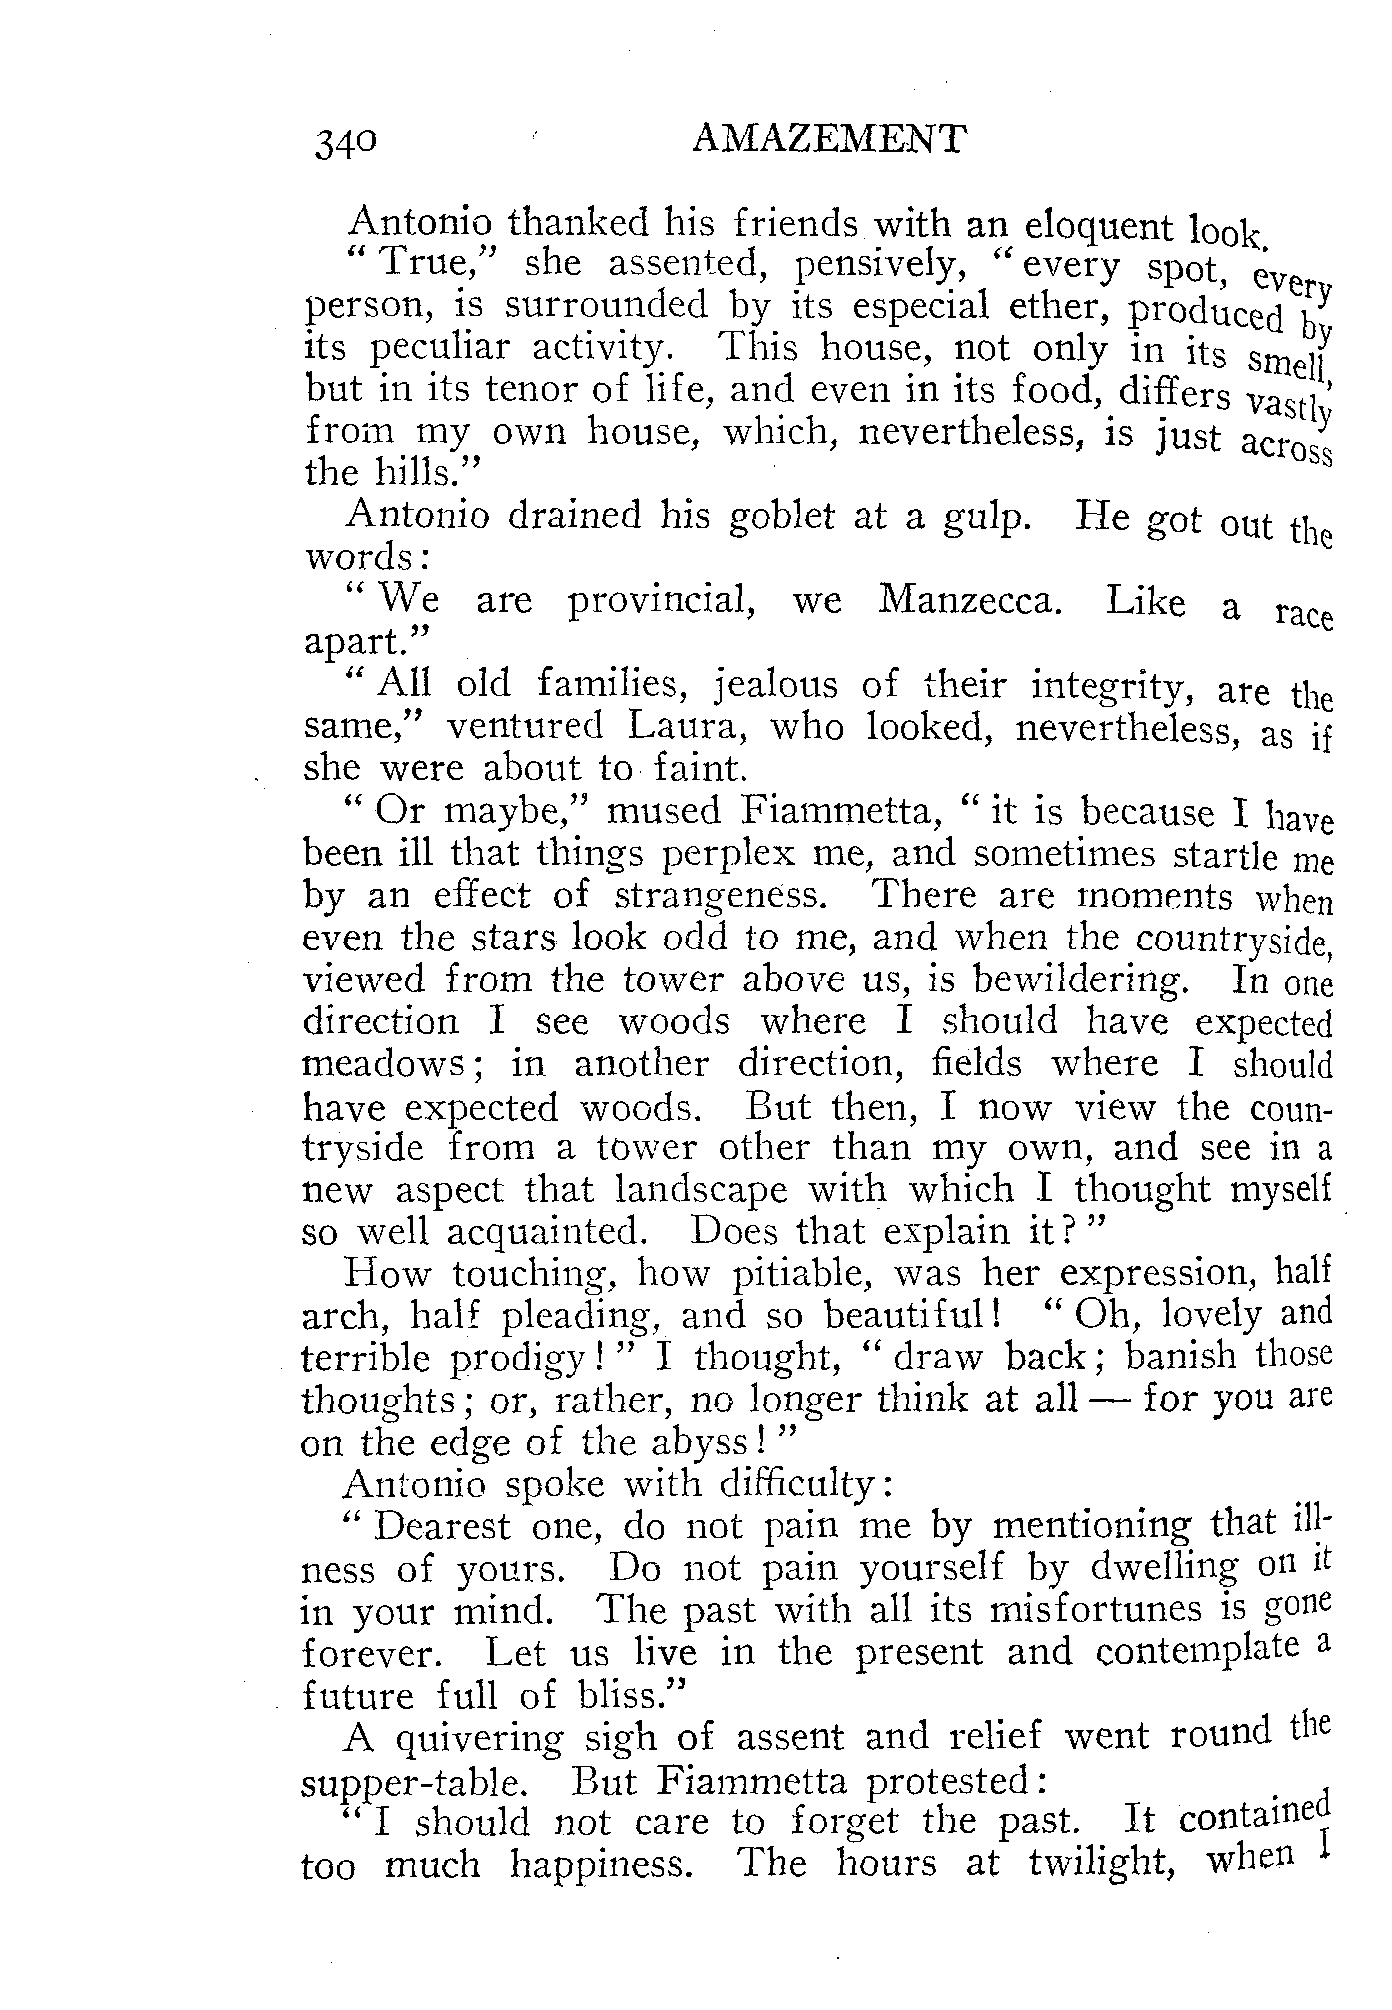 340 AMAZEMENT
Antonio thanked his friends with an eloquent look.
“ True,” she assented, pensively, “ every spot, every
person, is surrounded by its especial ether, produced by
its peculiar activity. This house, not only in its smell,
but in its tenor of life, and even in its food, differs vastly
from my own house, which, nevertheless, is just across
the hills.”
Antonio drained his goblet at a gulp. He got out the
words:
“ We are provincial, we Manzecca. Like a race
apart.”
“ All old families, jealous of their integrity, are the
same,” ventured Laura, who looked, nevertheless, as if
she were about to faint.
“ Or maybe,” mused Fiammetta, “ it is because I have
been ill that things perplex me, and sometimes startle me
by an effect of strangeness. There are moments when
even the stars look odd to me, and when the countryside,
viewed from the tower above us, is bewildering. In one
direction I see woods where I should have expected
meadows; in another direction, fields where I should
have expected woods. But then, I now view the coun-
tryside from a tower other than my own, and see in a
new aspect that landscape with which I thought myself
so well acquainted. Does that explain it? ”
How touching, how pitiable, was her expression, half
arch, half pleading, and so beautiful! “ Oh, lovely and
terrible prodigy! ” I thought, “ draw back; banish those
thoughts; or, rather, no longer think at all — for you are
on the edge of the abyss! ”
Antonio spoke with difficulty:
“ Dearest one, do not pain me by mentioning that ill-
ness of yours. Do not pain yourself by dwelling on it
in your mind. The past with all its misfortunes is gone
forever. Let us live in the present and contemplate a
future full of bliss.”
A quivering sigh of assent and relief went round the
supper-table. But Fiammetta protested:
“ I should not care to forget the past. It contained
too much happiness. The hours at twilight, when I